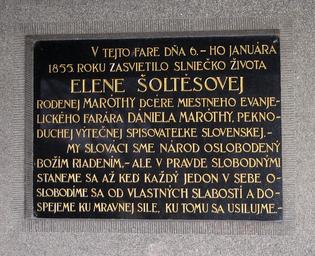 V TEJTO FARE DŇA 6.– HO JANUÁRA
1855. ROKU ZASVIETILO SLNIEČKO ŽIVOTA
ELENE ŠOLTÉSOVEJ
RODENEJ MARÓTHY DCÉRE MIESTNEHO EVANJE-
LICKÉHO FARÁRA DANIELA MARÓTHY, PEKNO-
DUCHEJ VÝTEČNEJ SPISOVATEĽKE SLOVENSKEJ.–
MY SLOVÁCI SME NÁROD OSLOBODENÝ
BOŽÍM RIADENÍM,– ALE V PRAVDE SLOBODNÝMI
STANEME SA AŽ KEĎ KAŽDÝ JEDON V SEBE O-
SLOBODÍME SA OD VLASTNÝCH SLABOSTÍ A DO-
SPEJEME KU MRAVNEJ SILE, KU TOMU SA USILUJME.–